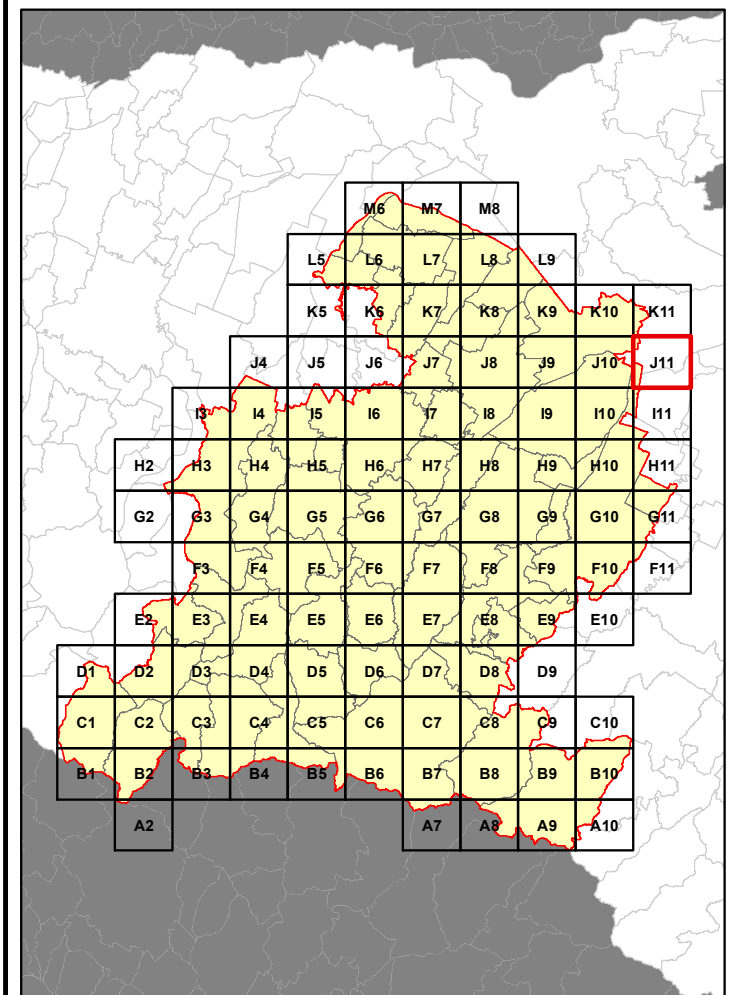 M6 M7 M8
L5 L6 L7 L8 L9
K5 K6 K7 K8 K9 K10 K11
J4 J5 J6 J7 J8 J9 J10 J11
I3 I4 I5 I6 I7 I8 I9 I10 I11
H2 H3 H4 H5 H6 H7 H8 H9 H10 H11
G2 G3 G4 G5 G6 G7 G8 G9 G10 G11
F3 F4 F5 F6 F7 F8 F9 F10 F11
E2 E3 E4 E5 E6 E7 E8 E9 E10
D1 D2 D3 D4 D5 D6 D7 D8 D9
C1 C2 C3 C4 C5 C6 C7 C8 C9 C10
B1 B2 B3 B4 B5 B6 B7 B8 B9 B10
A2 A7 A8 A9 A10